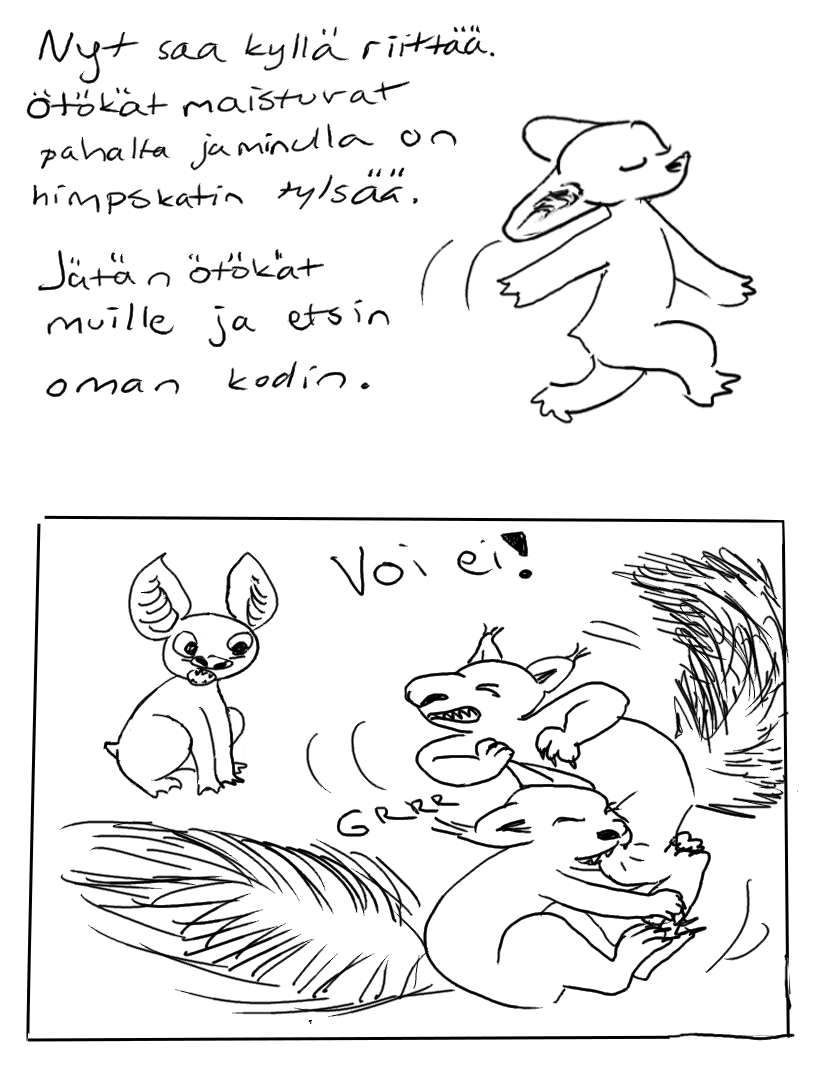 Nyt saa kyllä riittää.
Ötökät maisturat
pahalta ja minulla on
himpskatin tylsää.
Jätän ötökät
muille ja etsin
oman kodin.
Voi ei!
GRRR